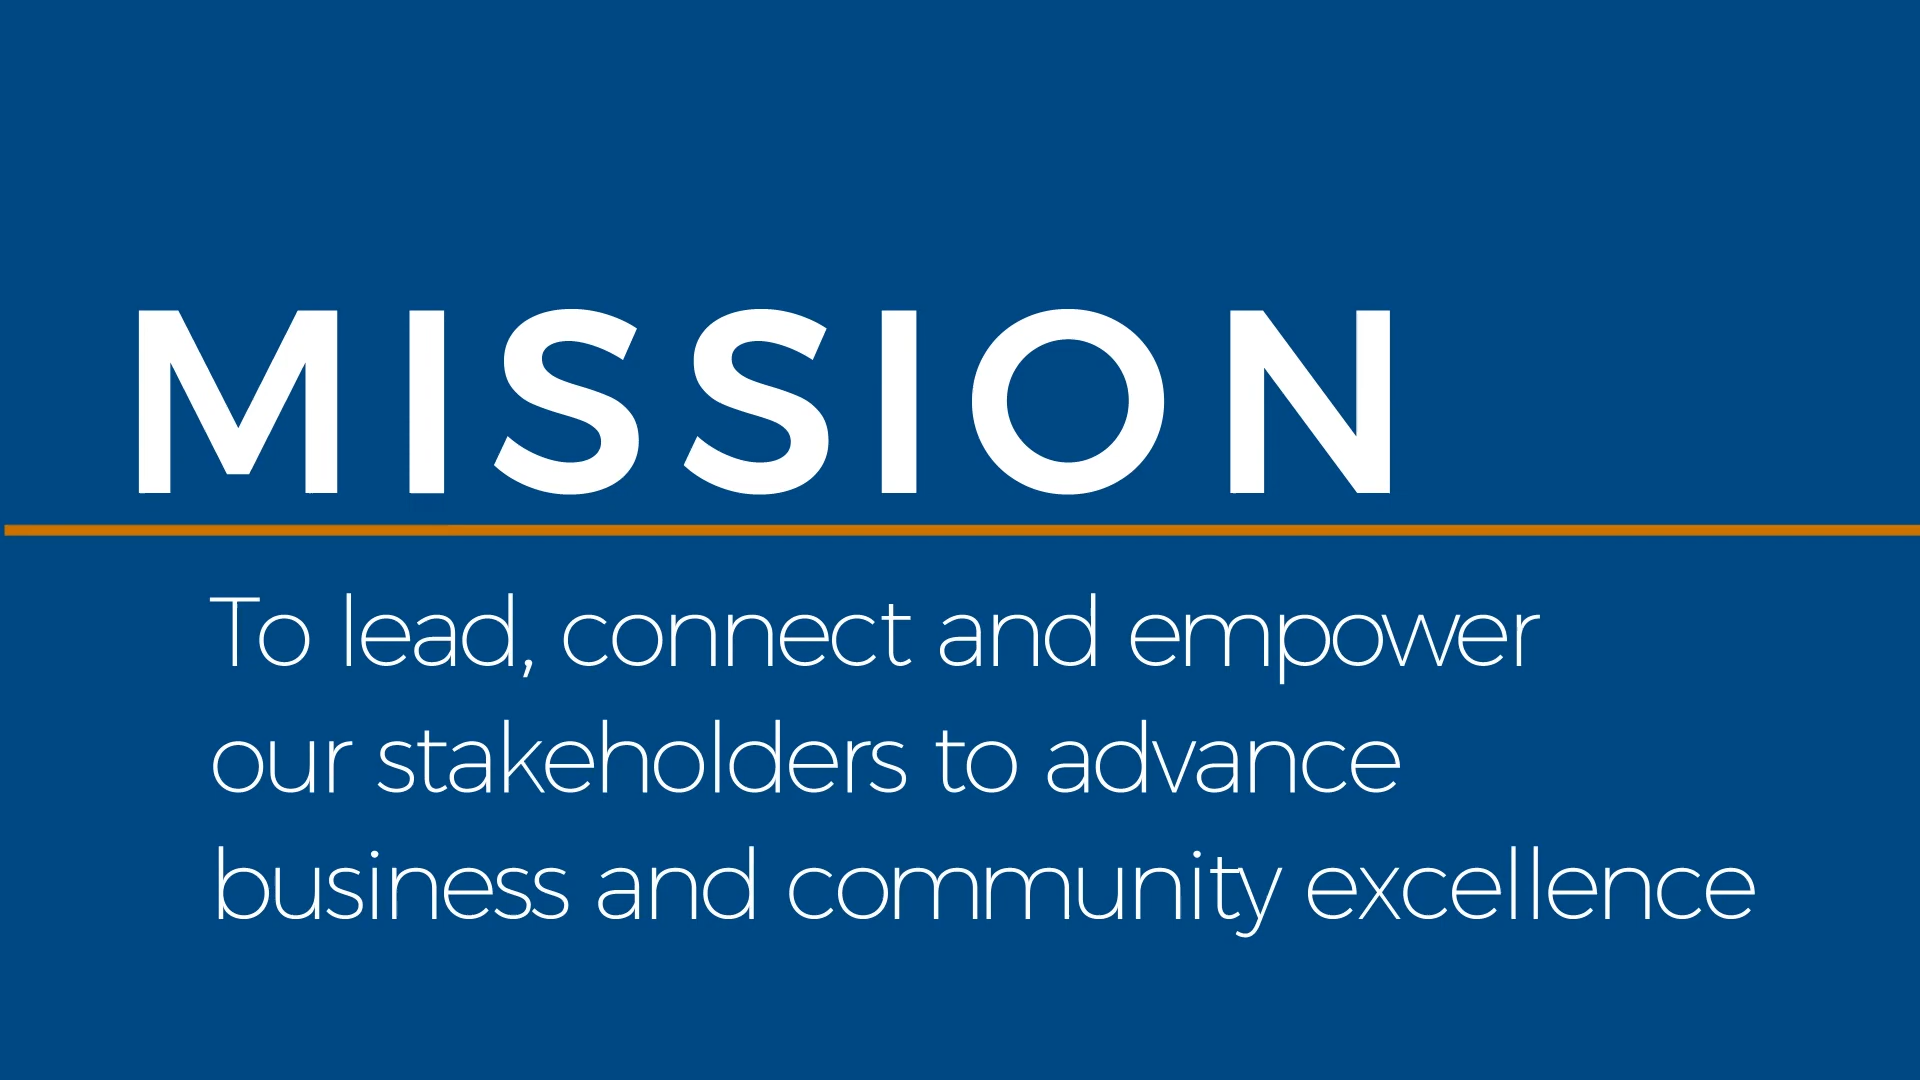 MISSION
To lead, connect and empower
our stakeholders to advance
business and community excellence